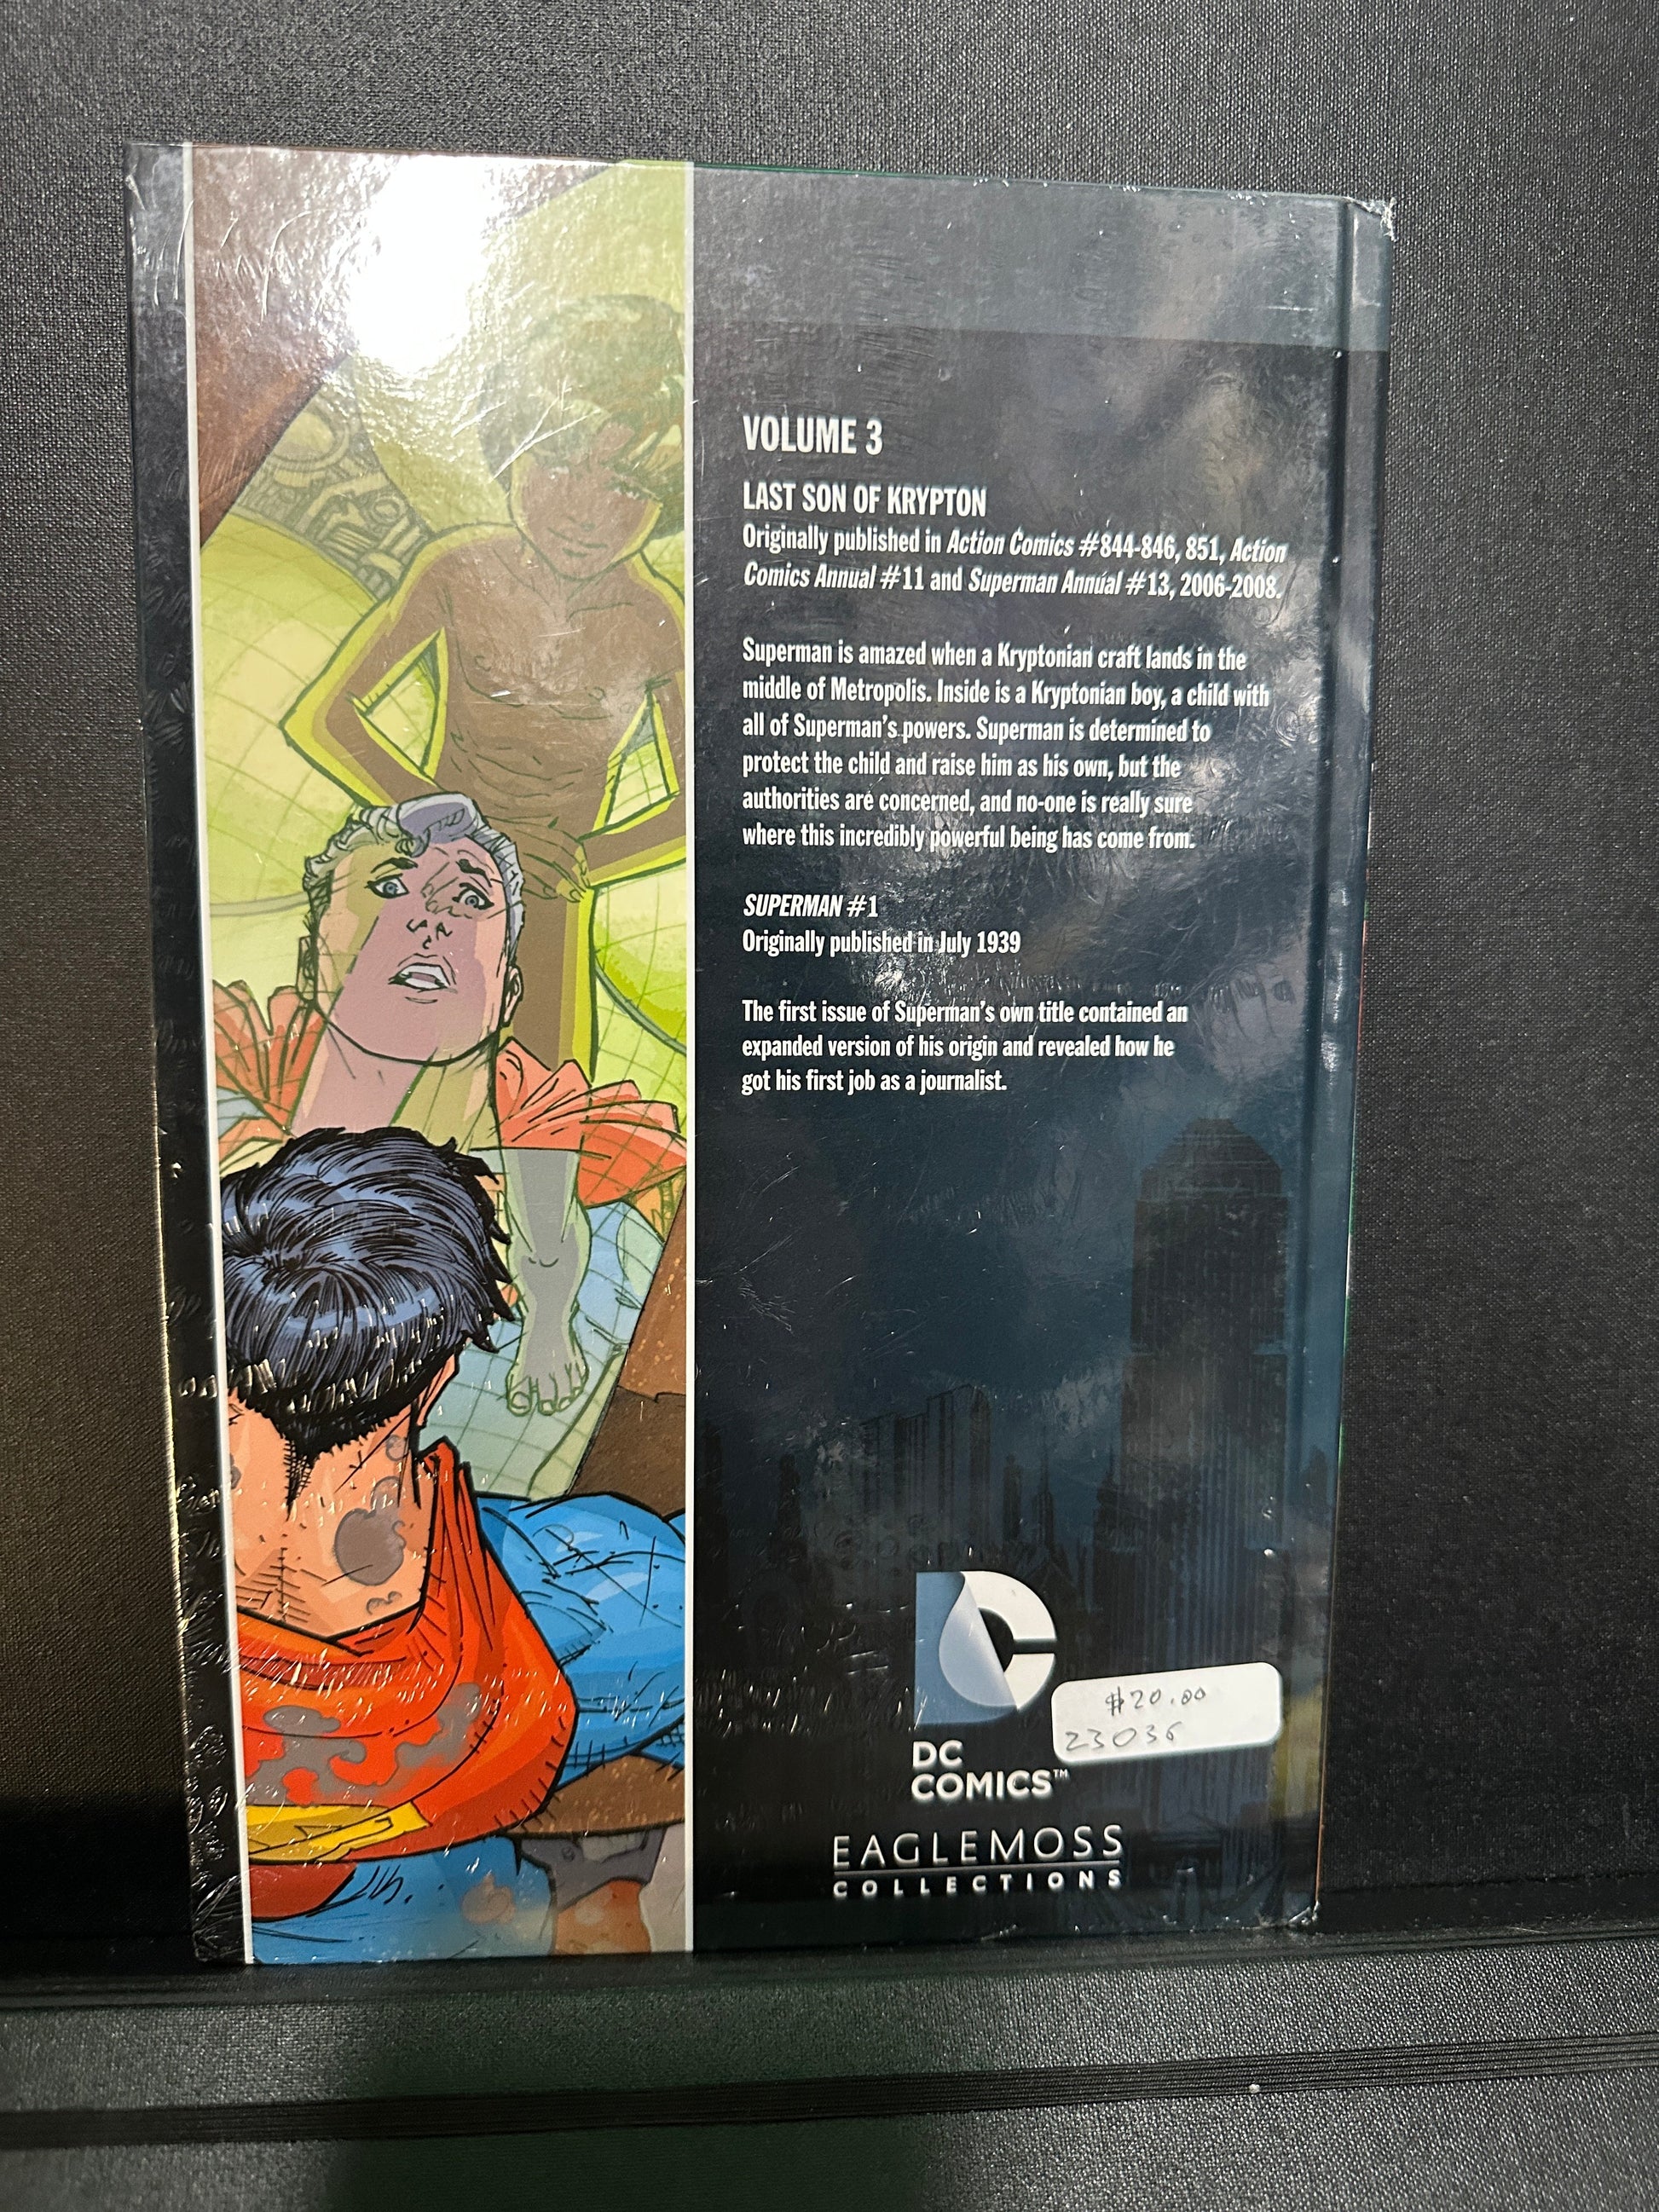 VOLUME 3
LAST SON OF KRYPTON
Originally published in Action Comics #844-846, 851, Action
Comics Annual #11 and Superman Annual #13, 2006-2008.
Superman is amazed when a Kryptonian craft lands in the
middle of Metropolis. Inside is a Kryptonian boy, a child with
all of Superman's powers. Superman is determined to
protect the child and raise him as his own, but the
authorities are concerned, and no-one is really sure
where this incredibly powerful being has come from.
SUPERMAN #1
Originally published in July 1939
The first issue of Superman's own title contained an
expanded version of his origin and revealed how he
got his first job as a journalist.
DC
$20.00
23036
DC
COMICS™
EAGLEMOSS
COLLECTIONS